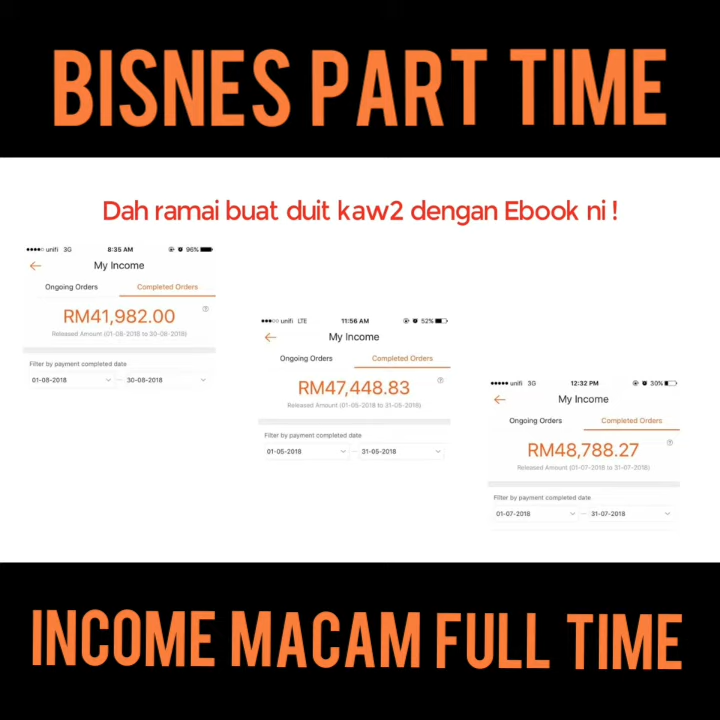 BISNES PART TIME
Dah ramai buat duit kaw2 dengan Ebook ni !
unifi 3G 8:35 AM 96%
My Income
Ongoing Orders Completed Orders
RM41,982.00
Released Amount (01-08-2018 to 30-08-2018)
Filter by payment completed date
01-08-2018 — 30-08-2018
unifi LTE 11:56 AM 52%
My Income
Ongoing Orders Completed Orders
RM47,448.83
Released Amount (01-05-2018 to 31-05-2018)
Filter by payment completed date
01-05-2018 — 31-05-2018
unifi 3G 12:32 PM 30%
My Income
Ongoing Orders Completed Orders
RM48,788.27
Released Amount (01-07-2018 to 31-07-2018)
Filter by payment completed date
01-07-2018 — 31-07-2018
INCOME MACAM FULL TIME